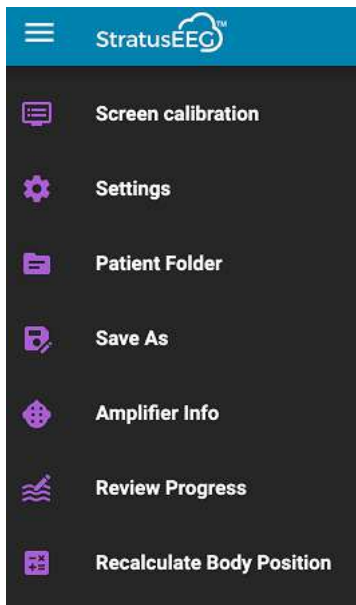 StratusEEG™
Screen calibration
Settings
Patient Folder
Save As
Amplifier Info
Review Progress
Recalculate Body Position